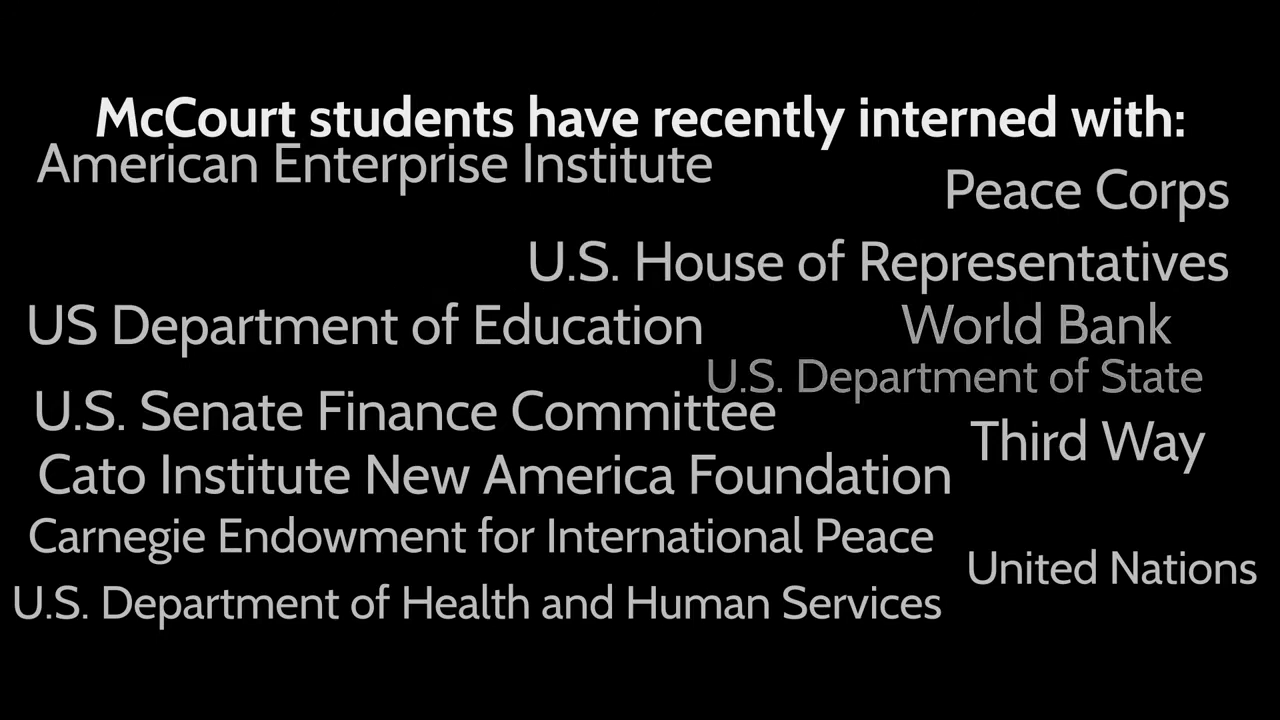 McCourt students have recently interned with:
American Enterprise Institute
Peace Corps
U.S. House of Representatives
US Department of Education
World Bank
U.S. Department of State
U.S. Senate Finance Committee
Third Way
Cato Institute New America Foundation
Carnegie Endowment for International Peace
United Nations
U.S. Department of Health and Human Services